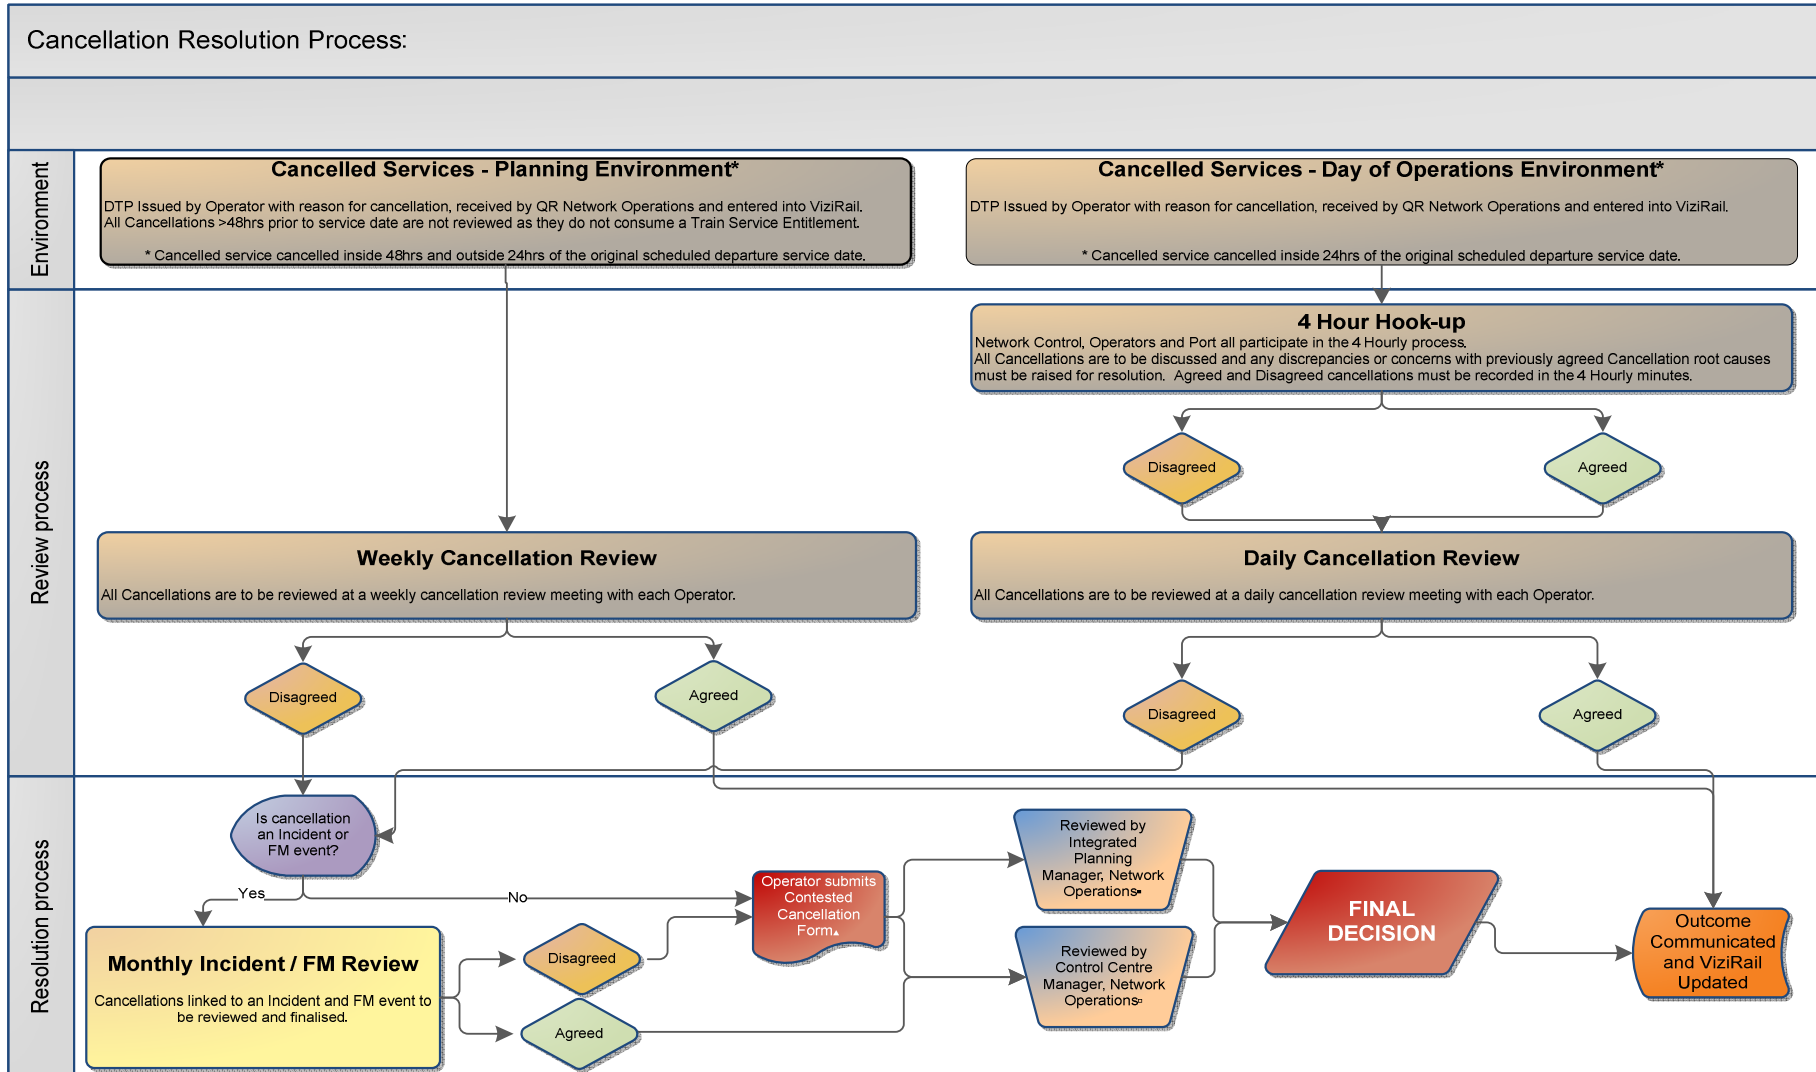 Cancellation Resolution Process:
Environment
Cancelled Services - Planning Environment*
DTP Issued by Operator with reason for cancellation, received by QR Network Operations and entered into ViziRail.
All Cancellations >48hrs prior to service date are not reviewed as they do not consume a Train Service Entitlement.
* Cancelled service cancelled inside 48hrs and outside 24hrs of the original scheduled departure service date.
Cancelled Services - Day of Operations Environment*
DTP Issued by Operator with reason for cancellation, received by QR Network Operations and entered into ViziRail.
* Cancelled service cancelled inside 24hrs of the original scheduled departure service date.
Review process
4 Hour Hook-up
Network Control, Operators and Port all participate in the 4 Hourly process.
All Cancellations are to be discussed and any discrepancies or concerns with previously agreed Cancellation root causes
must be raised for resolution. Agreed and Disagreed cancellations must be recorded in the 4 Hourly minutes.
Disagreed
Agreed
Weekly Cancellation Review
All Cancellations are to be reviewed at a weekly cancellation review meeting with each Operator.
Daily Cancellation Review
All Cancellations are to be reviewed at a daily cancellation review meeting with each Operator.
Disagreed
Agreed
Disagreed
Agreed
Resolution process
Is cancellation
an Incident or
FM event?
Yes
No
Monthly Incident / FM Review
Cancellations linked to an Incident and FM event to
be reviewed and finalised.
Disagreed
Agreed
Operator submits
Contested
Cancellation
Form▲
Reviewed by
Integrated
Planning
Manager, Network
Operations▪
Reviewed by
Control Centre
Manager, Network
Operations▫
FINAL
DECISION
Outcome
Communicated
and ViziRail
Updated